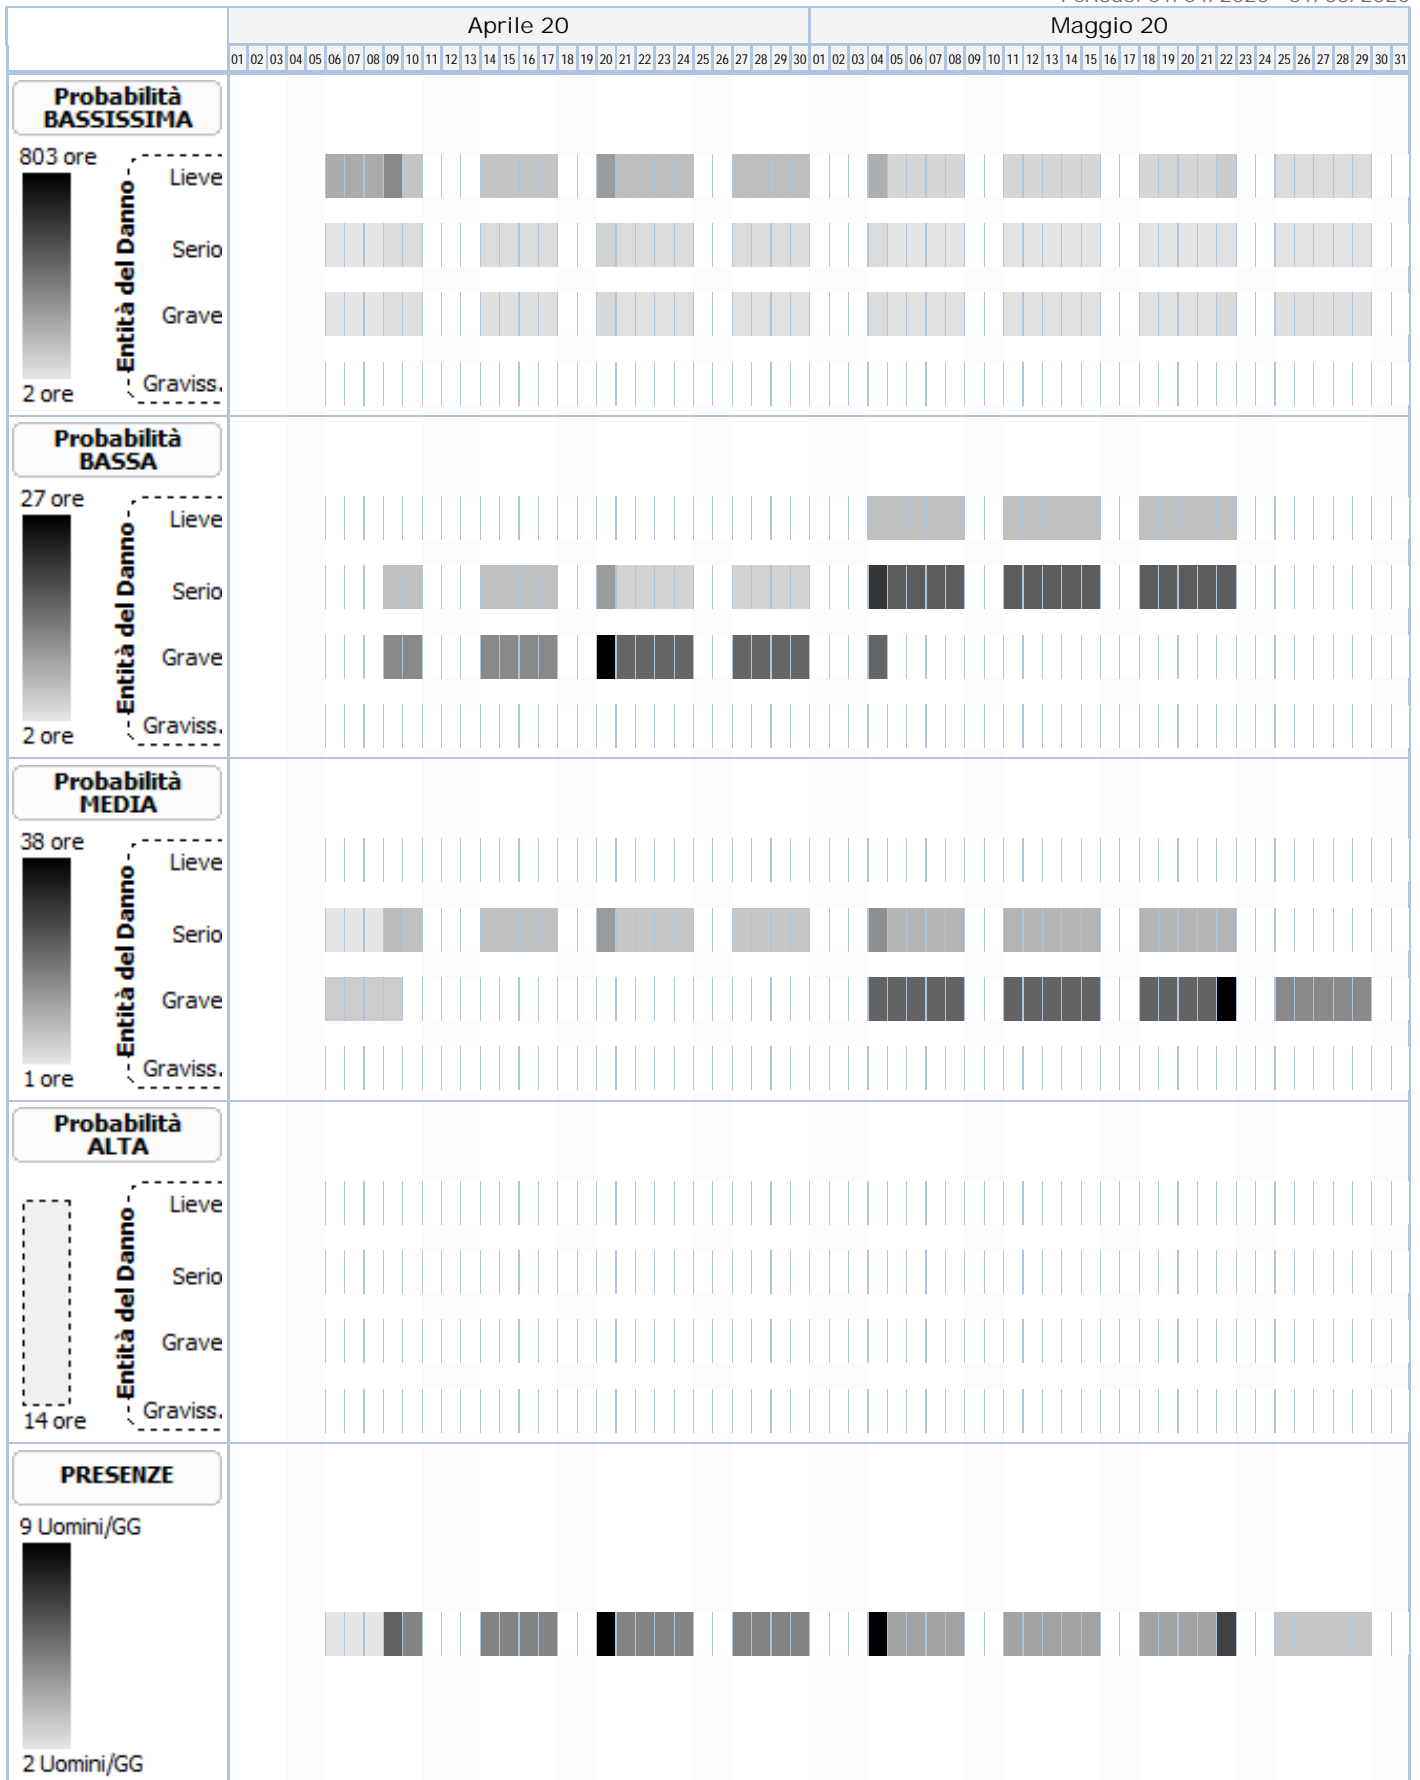 Aprile 20 Maggio 20
01 02 03 04 05 06 07 08 09 10 11 12 13 14 15 16 17 18 19 20 21 22 23 24 25 26 27 28 29 30 01 02 03 04 05 06 07 08 09 10 11 12 13 14 15 16 17 18 19 20 21 22 23 24 25 26 27 28 29 30 31
Probabilità
BASSISSIMA
803 ore
Entità del Danno
Lieve
Serio
Grave
Graviss.
2 ore
Probabilità
BASSA
27 ore
Entità del Danno
Lieve
Serio
Grave
Graviss.
2 ore
Probabilità
MEDIA
38 ore
Entità del Danno
Lieve
Serio
Grave
Graviss.
1 ore
Probabilità
ALTA
Entità del Danno
Lieve
Serio
Grave
Graviss.
14 ore
PRESENZE
9 Uomini/GG
2 Uomini/GG